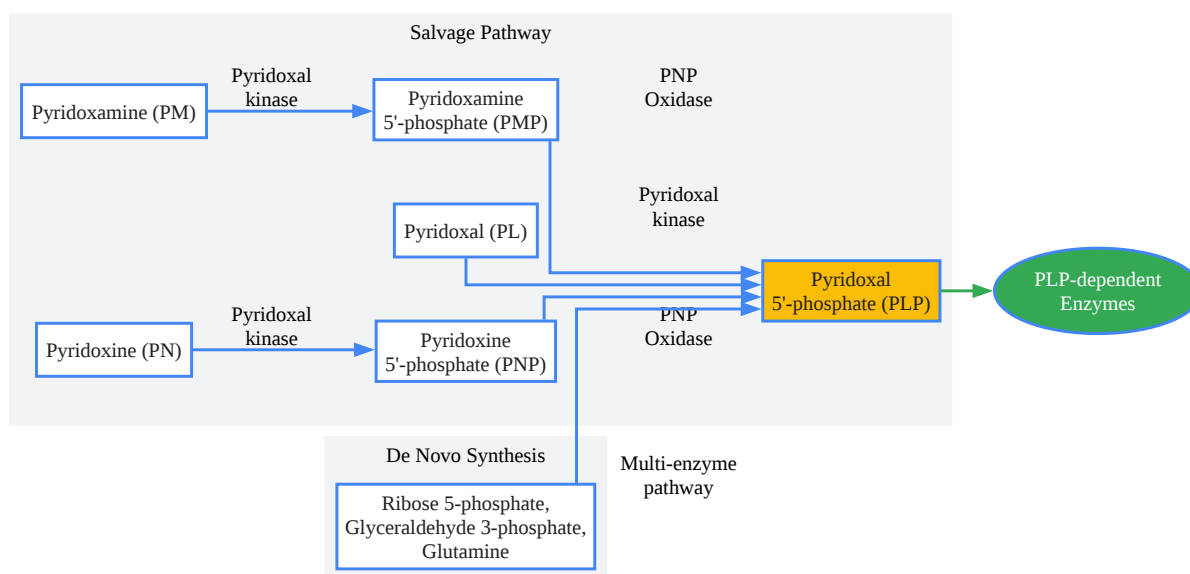 Salvage Pathway
Pyridoxal
kinase
PNP
Oxidase
Pyridoxamine (PM)
Pyridoxamine
5'-phosphate (PMP)
Pyridoxal
kinase
Pyridoxal (PL)
Pyridoxal
5'-phosphate (PLP)
PLP-dependent
Enzymes
Pyridoxal
kinase
PNP
Oxidase
Pyridoxine (PN)
Pyridoxine
5'-phosphate (PNP)
De Novo Synthesis
Multi-enzyme
pathway
Ribose 5-phosphate,
Glyceraldehyde 3-phosphate,
Glutamine